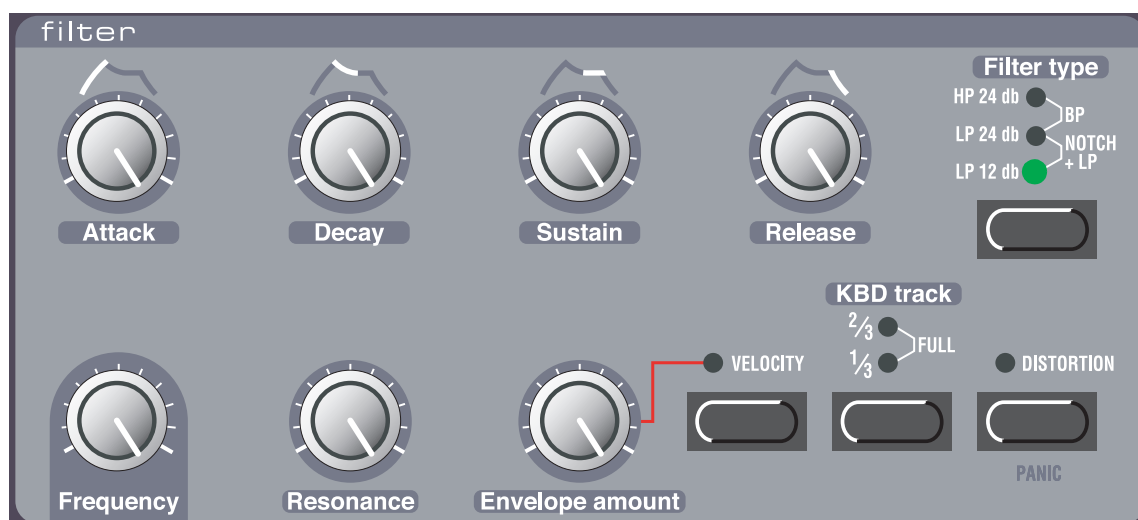 filter
Attack
Decay
Sustain
Release
Filter type
HP 24 db
BP
LP 24 db
NOTCH
+ LP
LP 12 db
KBD track
2/3
FULL
1/3
VELOCITY
DISTORTION
PANIC
Frequency
Resonance
Envelope amount